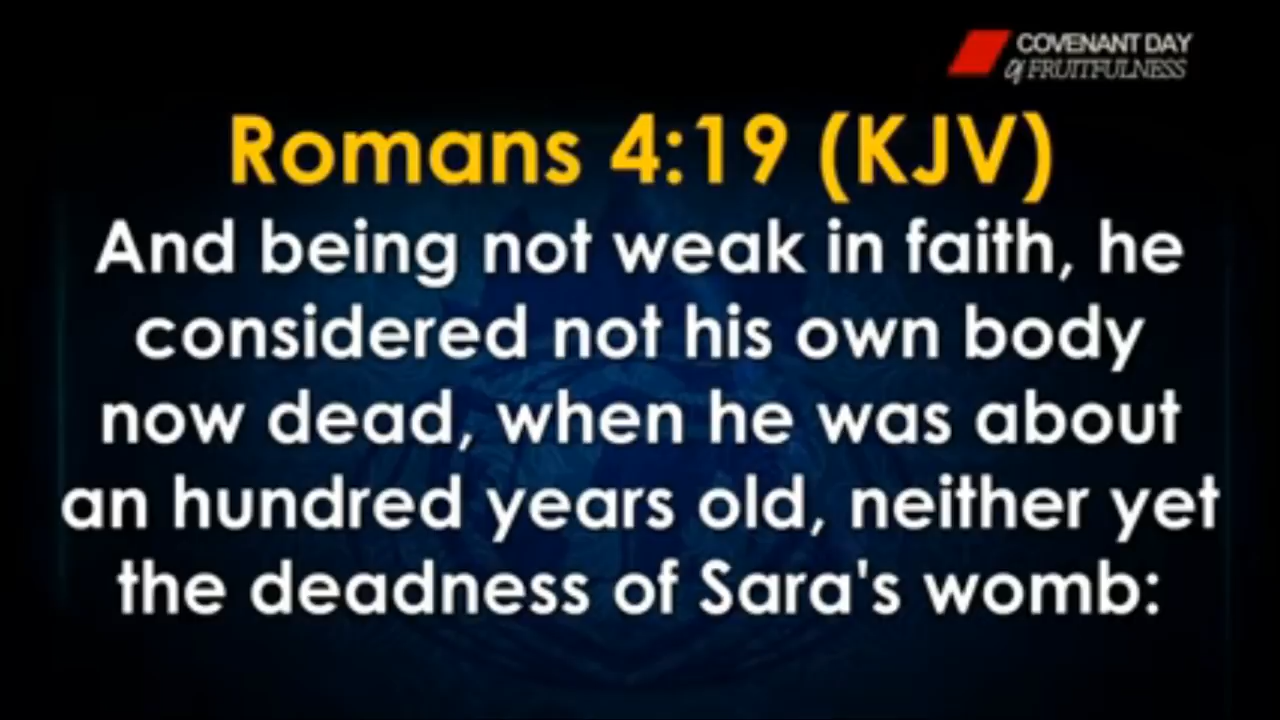 COVENANT DAY
of FRUITFULNESS
Romans 4:19 (KJV)
And being not weak in faith, he
considered not his own body
now dead, when he was about
an hundred years old, neither yet
the deadness of Sara's womb: